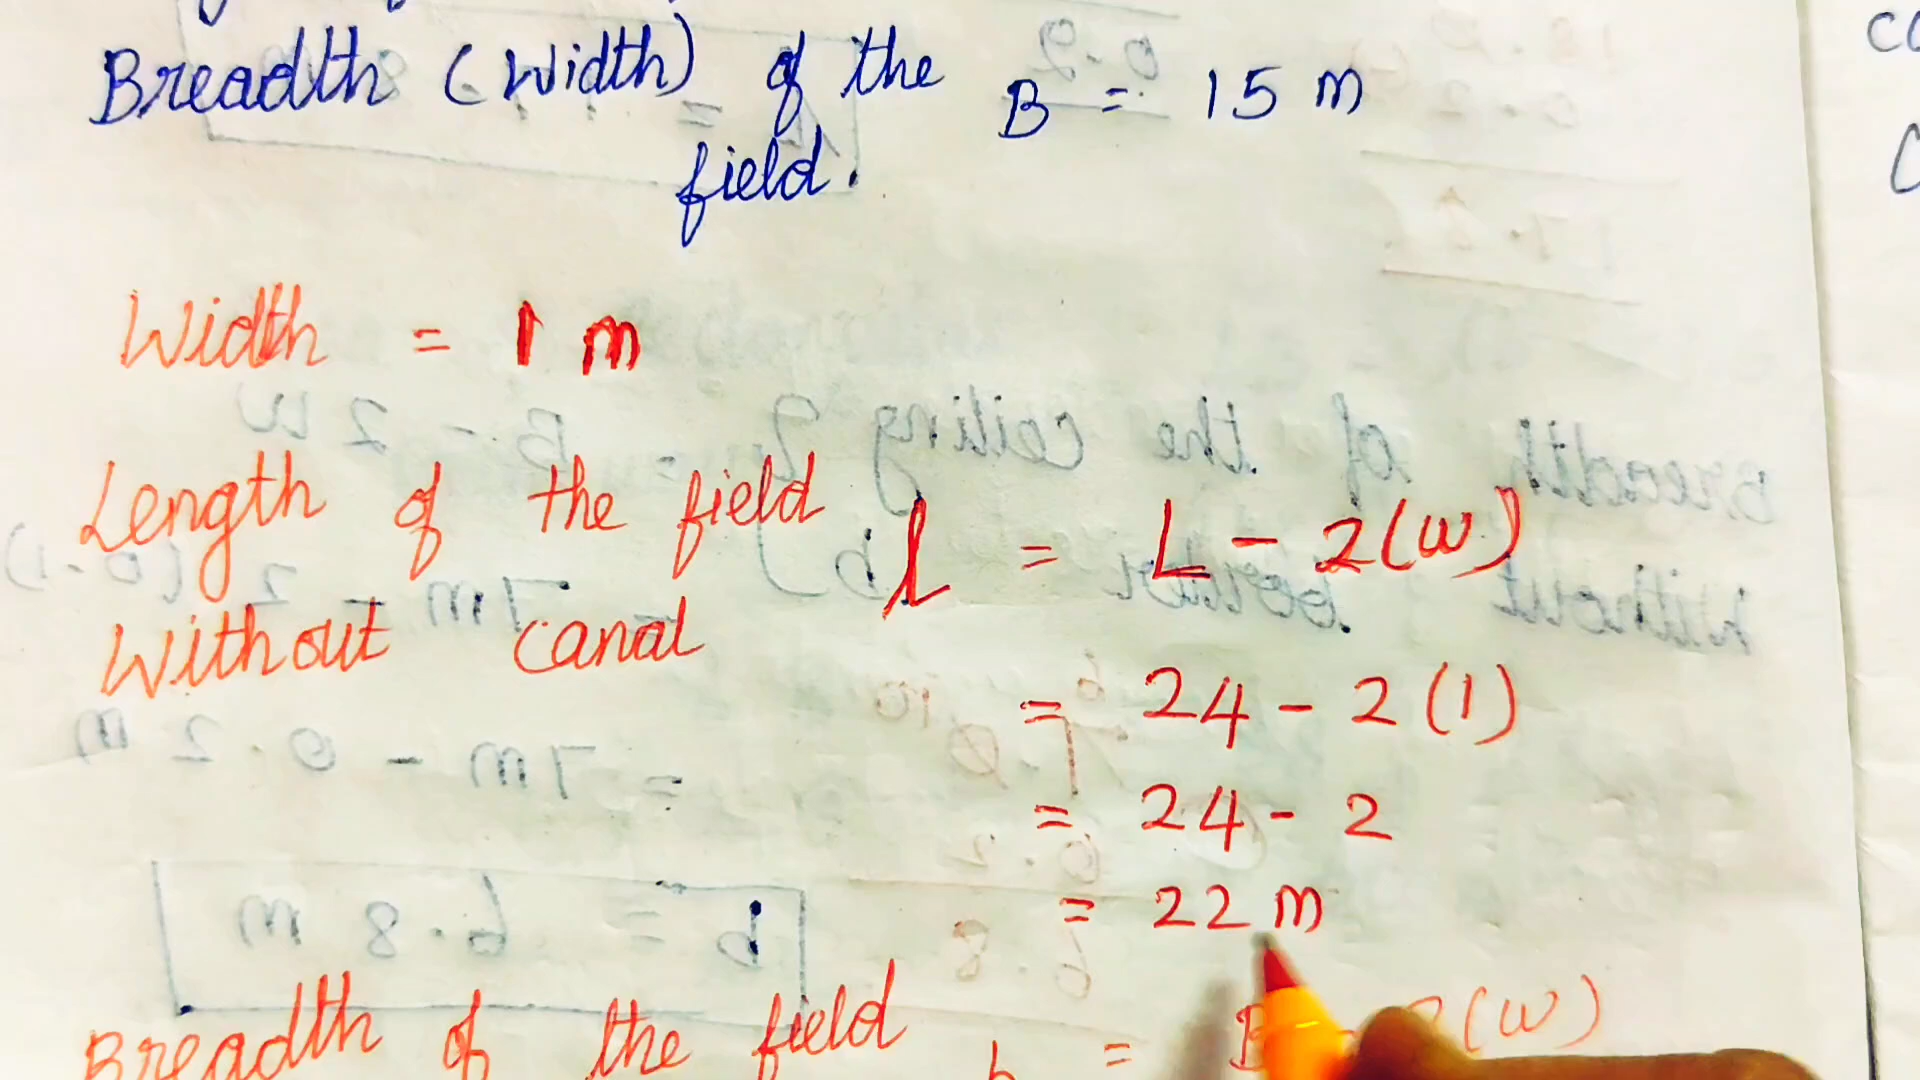 Breadth (Width) of the B = 15 m
field.
Width = 1 m
Length of the field l = L - 2(W)
Without canal
= 24 - 2(1)
= 24 - 2
= 22 m
Breadth of the field b = B (W)